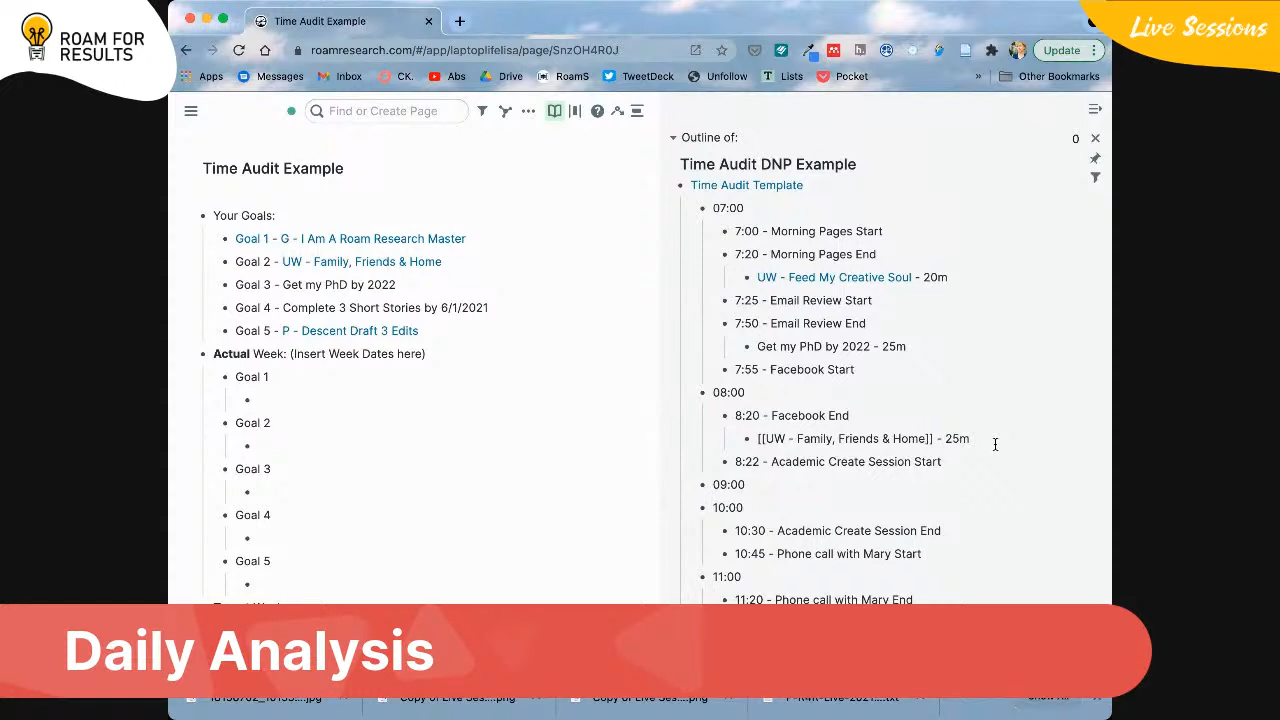 ROAM FOR
RESULTS
Live Sessions
Time Audit Example
roamresearch.com/#/app/laptoplifelisa/page/SnzOH4R0J
Update
Apps
Messages
Inbox
CK.
Abs
Drive
RoamS
TweetDeck
Unfollow
Lists
Pocket
»
Other Bookmarks
Find or Create Page
Time Audit Example
Your Goals:
Goal 1 - G - I Am A Roam Research Master
Goal 2 - UW - Family, Friends & Home
Goal 3 - Get my PhD by 2022
Goal 4 - Complete 3 Short Stories by 6/1/2021
Goal 5 - P - Descent Draft 3 Edits
Actual Week: (Insert Week Dates here)
Goal 1
Goal 2
Goal 3
Goal 4
Goal 5
Outline of:
0
Time Audit DNP Example
Time Audit Template
07:00
7:00 - Morning Pages Start
7:20 - Morning Pages End
UW - Feed My Creative Soul - 20m
7:25 - Email Review Start
7:50 - Email Review End
Get my PhD by 2022 - 25m
7:55 - Facebook Start
08:00
8:20 - Facebook End
[[UW - Family, Friends & Home]] - 25m
8:22 - Academic Create Session Start
09:00
10:00
10:30 - Academic Create Session End
10:45 - Phone call with Mary Start
11:00
11:20 - Phone call with Mary End
Daily Analysis